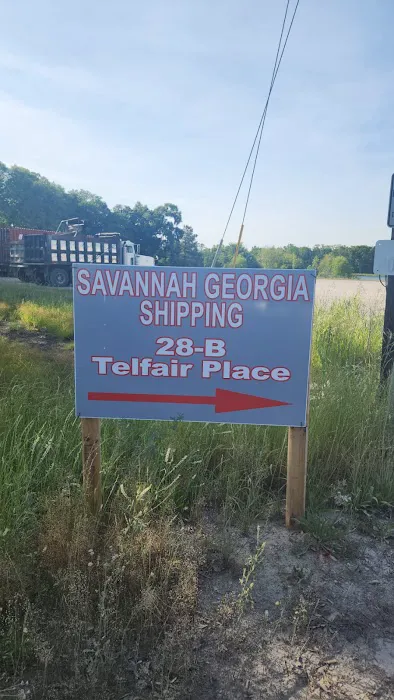 SAVANNAH GEORGIA
SHIPPING
28-B
Telfair Place